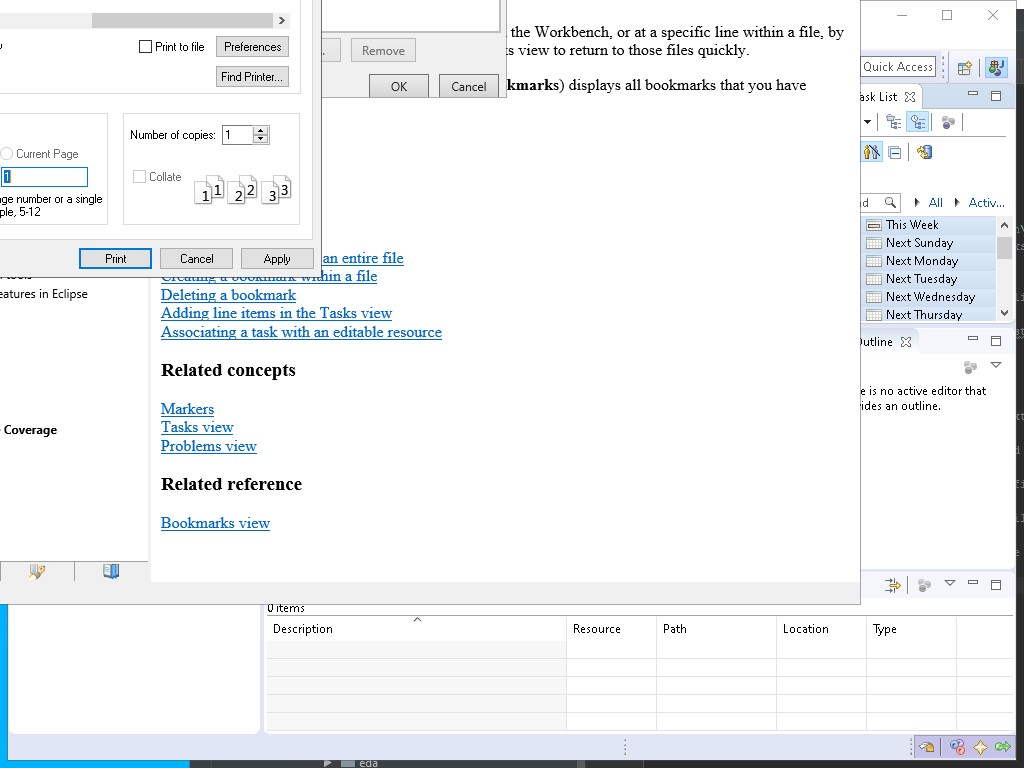 Print to file
Preferences
Find Printer...
Current Page
1
age number or a single
ple, 5-12
Number of copies: 1
Collate
1 1 2 2 3 3
Print
Cancel
Apply
Remove
OK
Cancel
the Workbench, or at a specific line within a file, by
s view to return to those files quickly.
kmarks) displays all bookmarks that you have
an entire file
Creating a bookmark within a file
Deleting a bookmark
Adding line items in the Tasks view
Associating a task with an editable resource
Related concepts
Markers
Tasks view
Problems view
Related reference
Bookmarks view
eatures in Eclipse
Coverage
Quick Access
ask List
All
Activ...
This Week
Next Sunday
Next Monday
Next Tuesday
Next Wednesday
Next Thursday
Outline
e is no active editor that
ides an outline.
0 items
Description
Resource
Path
Location
Type
eda